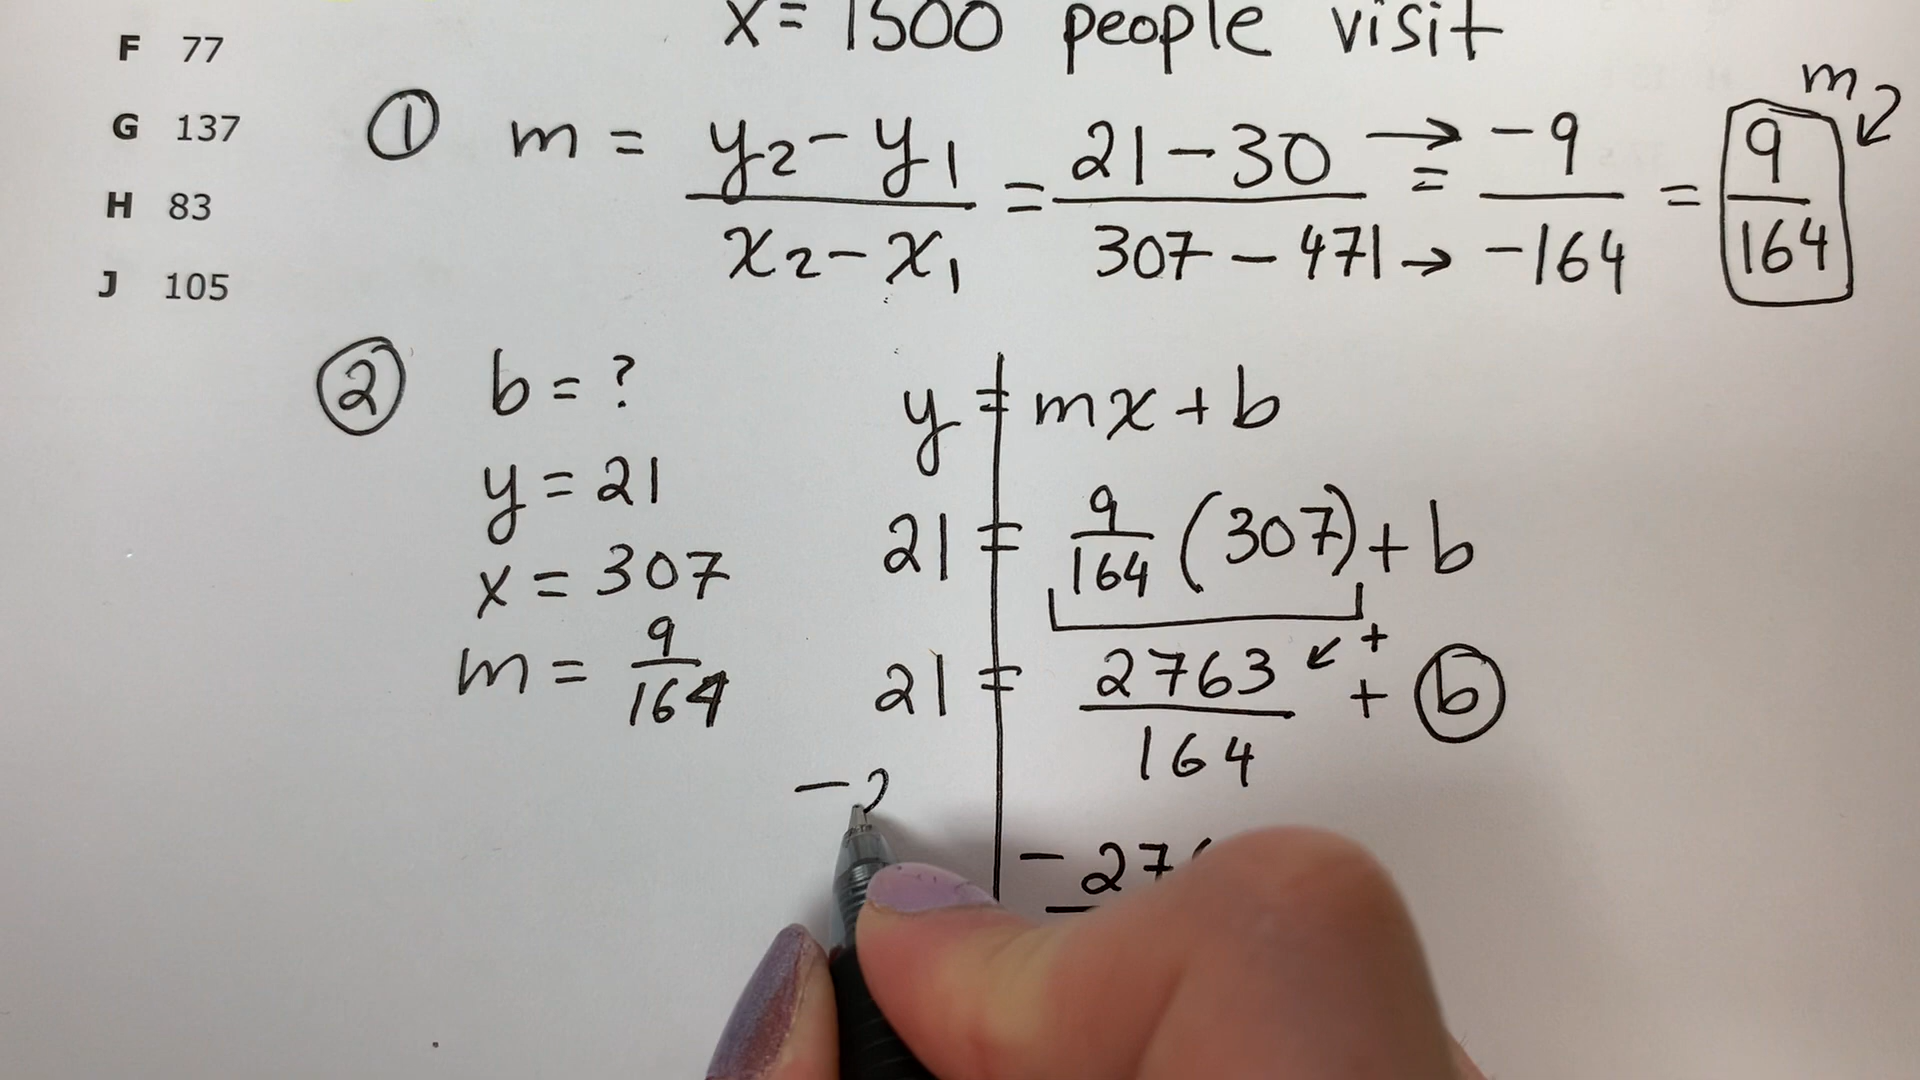 x = 1500 people visit
F 77
G 137
H 83
J 105
① m = y2 - y1 / x2 - x1 = 21 - 30 / 307 - 471 → = → -9 / -164 = 9 / 164 m
② b = ?
y = 21
x = 307
m = 9 / 164
y = mx + b
21 = 9 / 164 (307) + b
21 = 2763 / 164 + + b
-2
-27